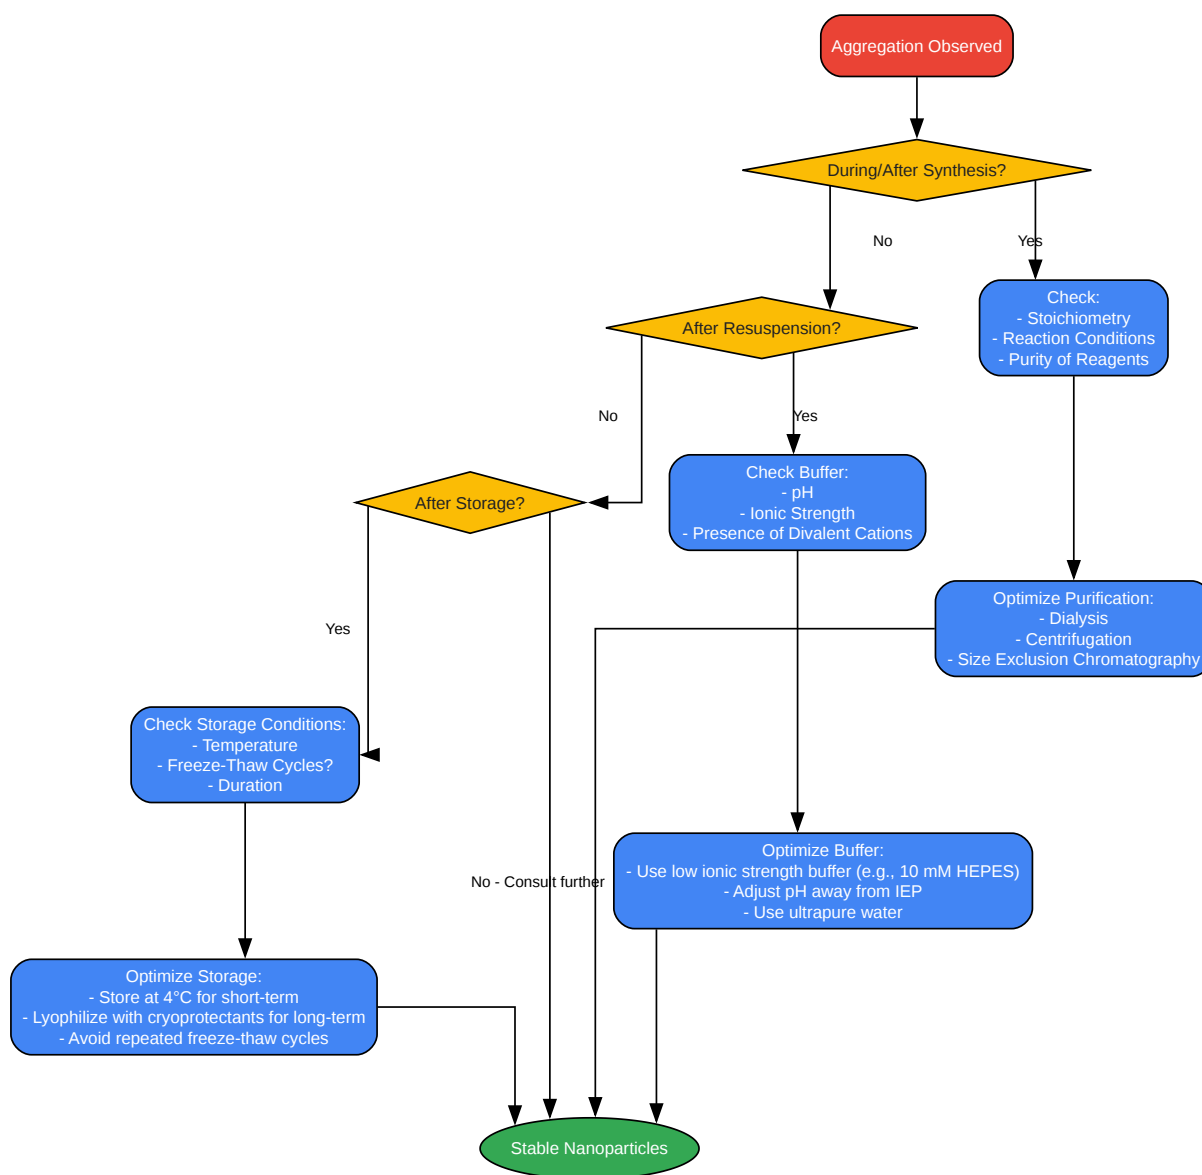 Aggregation Observed
During/After Synthesis?
No
Yes
Check:
- Stoichiometry
- Reaction Conditions
- Purity of Reagents
After Resuspension?
No
Yes
Check Buffer:
- pH
- Ionic Strength
- Presence of Divalent Cations
After Storage?
Optimize Purification:
- Dialysis
- Centrifugation
- Size Exclusion Chromatography
Yes
Check Storage Conditions:
- Temperature
- Freeze-Thaw Cycles?
- Duration
No - Consult further
Optimize Buffer:
- Use low ionic strength buffer (e.g., 10 mM HEPES)
- Adjust pH away from IEP
- Use ultrapure water
Optimize Storage:
- Store at 4°C for short-term
- Lyophilize with cryoprotectants for long-term
- Avoid repeated freeze-thaw cycles
Stable Nanoparticles